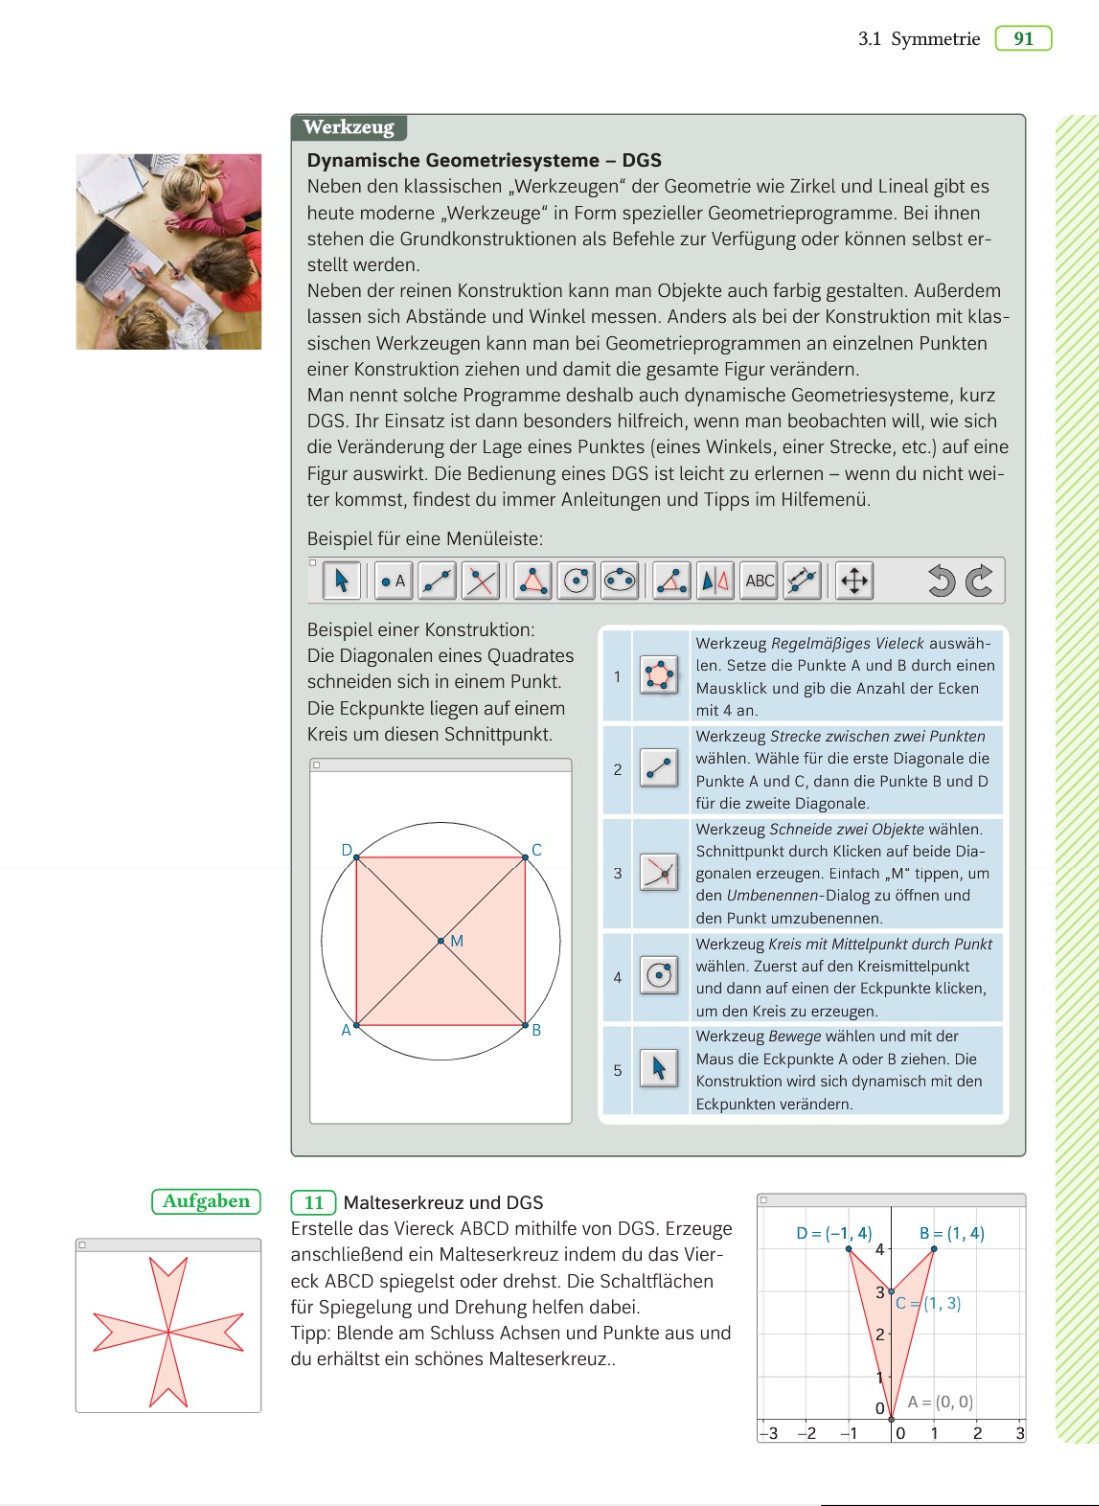 3.1 Symmetrie 91
Werkzeug
Dynamische Geometriesysteme – DGS
Neben den klassischen „Werkzeugen“ der Geometrie wie Zirkel und Lineal gibt es
heute moderne „Werkzeuge“ in Form spezieller Geometrieprogramme. Bei ihnen
stehen die Grundkonstruktionen als Befehle zur Verfügung oder können selbst er-
stellt werden.
Neben der reinen Konstruktion kann man Objekte auch farbig gestalten. Außerdem
lassen sich Abstände und Winkel messen. Anders als bei der Konstruktion mit klas-
sischen Werkzeugen kann man bei Geometrieprogrammen an einzelnen Punkten
einer Konstruktion ziehen und damit die gesamte Figur verändern.
Man nennt solche Programme deshalb auch dynamische Geometriesysteme, kurz
DGS. Ihr Einsatz ist dann besonders hilfreich, wenn man beobachten will, wie sich
die Veränderung der Lage eines Punktes (eines Winkels, einer Strecke, etc.) auf eine
Figur auswirkt. Die Bedienung eines DGS ist leicht zu erlernen – wenn du nicht wei-
ter kommst, findest du immer Anleitungen und Tipps im Hilfemenü.
Beispiel für eine Menüleiste:
A ABC
Beispiel einer Konstruktion:
Die Diagonalen eines Quadrates
schneiden sich in einem Punkt.
Die Eckpunkte liegen auf einem
Kreis um diesen Schnittpunkt.
D C
M
A B
1
Werkzeug Regelmäßiges Vieleck auswäh-
len. Setze die Punkte A und B durch einen
Mausklick und gib die Anzahl der Ecken
mit 4 an.
2
Werkzeug Strecke zwischen zwei Punkten
wählen. Wähle für die erste Diagonale die
Punkte A und C, dann die Punkte B und D
für die zweite Diagonale.
3
Werkzeug Schneide zwei Objekte wählen.
Schnittpunkt durch Klicken auf beide Dia-
gonalen erzeugen. Einfach „M“ tippen, um
den Umbenennen-Dialog zu öffnen und
den Punkt umzubenennen.
4
Werkzeug Kreis mit Mittelpunkt durch Punkt
wählen. Zuerst auf den Kreismittelpunkt
und dann auf einen der Eckpunkte klicken,
um den Kreis zu erzeugen.
5
Werkzeug Bewege wählen und mit der
Maus die Eckpunkte A oder B ziehen. Die
Konstruktion wird sich dynamisch mit den
Eckpunkten verändern.
Aufgaben
11 Malteserkreuz und DGS
Erstelle das Viereck ABCD mithilfe von DGS. Erzeuge
anschließend ein Malteserkreuz indem du das Vier-
eck ABCD spiegelst oder drehst. Die Schaltflächen
für Spiegelung und Drehung helfen dabei.
Tipp: Blende am Schluss Achsen und Punkte aus und
du erhältst ein schönes Malteserkreuz..
D = (−1, 4) B = (1, 4)
4
3
C = (1, 3)
2
1
0 A = (0, 0)
−3 −2 −1 0 1 2 3